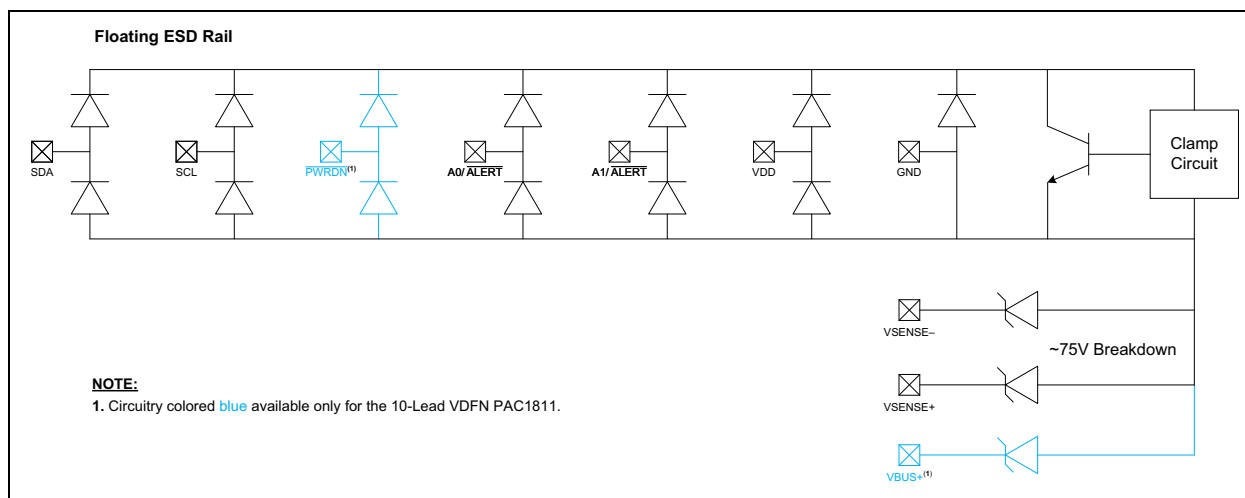 Floating ESD Rail
SDA
SCL
PWRDN(1)
A0/ALERT
A1/ALERT
VDD
GND
Clamp
Circuit
VSENSE–
~75V Breakdown
VSENSE+
VBUS+(1)
NOTE:
1. Circuitry colored blue available only for the 10-Lead VDFN PAC1811.